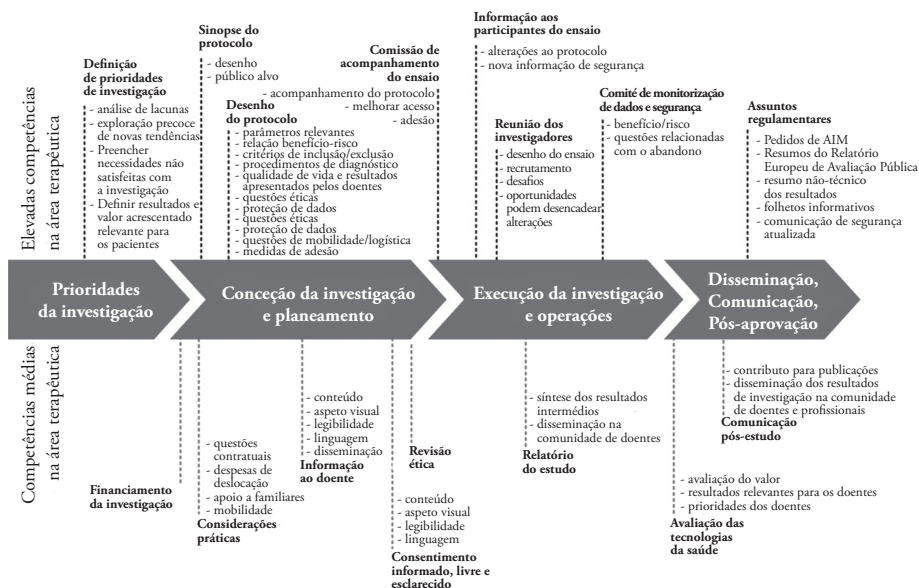 Elevadas competências
na área terapêutica
Definição
de prioridades
de investigação
- análise de lacunas
- exploração precoce
de novas tendências
- Preencher
necessidades não
satisfeitas com
a investigação
- Definir resultados e
valor acrescentado
relevante para
os pacientes
Sinopse do
protocolo
- desenho
- público alvo
Desenho
do protocolo
- parâmetros relevantes
- relação benefício-risco
- critérios de inclusão/exclusão
- procedimentos de diagnóstico
- qualidade de vida e resultados
apresentados pelos doentes
- questões éticas
- proteção de dados
- questões éticas
- proteção de dados
- questões de mobilidade/logística
- medidas de adesão
Comissão de
acompanhamento
do ensaio
- acompanhamento do protocolo
- melhorar acesso
- adesão
Informação aos
participantes do ensaio
- alterações ao protocolo
- nova informação de segurança
Reunião dos
investigadores
- desenho do ensaio
- recrutamento
- desafios
- oportunidades
podem desencadear
alterações
Comité de monitorização
de dados e segurança
- benefício/risco
- questões relacionadas
com o abandono
Assuntos
regulamentares
- Pedidos de AIM
- Resumos do Relatório
Europeu de Avaliação Pública
- resumo não-técnico
dos resultados
- folhetos informativos
- comunicação de segurança
atualizada
Prioridades
da investigação
Conceção da investigação
e planeamento
Execução da investigação
e operações
Disseminação,
Comunicação,
Pós-aprovação
Competências médias
na área terapêutica
Financiamento
da investigação
- questões
contratuais
- despesas de
deslocação
- apoio a familiares
- mobilidade
Considerações
práticas
- conteúdo
- aspeto visual
- legibilidade
- linguagem
- disseminação
Informação
ao doente
- conteúdo
- aspeto visual
- legibilidade
- linguagem
Consentimento
informado, livre e
esclarecido
Revisão
ética
- síntese dos resultados
intermédios
- disseminação na
comunidade de doentes
Relatório
do estudo
- avaliação do valor
- resultados relevantes para os doentes
- prioridades dos doentes
Avaliação das
tecnologias
da saúde
- contributo para publicações
- disseminação dos resultados
de investigação na comunidade
de doentes e profissionais
Comunicação
pós-estudo